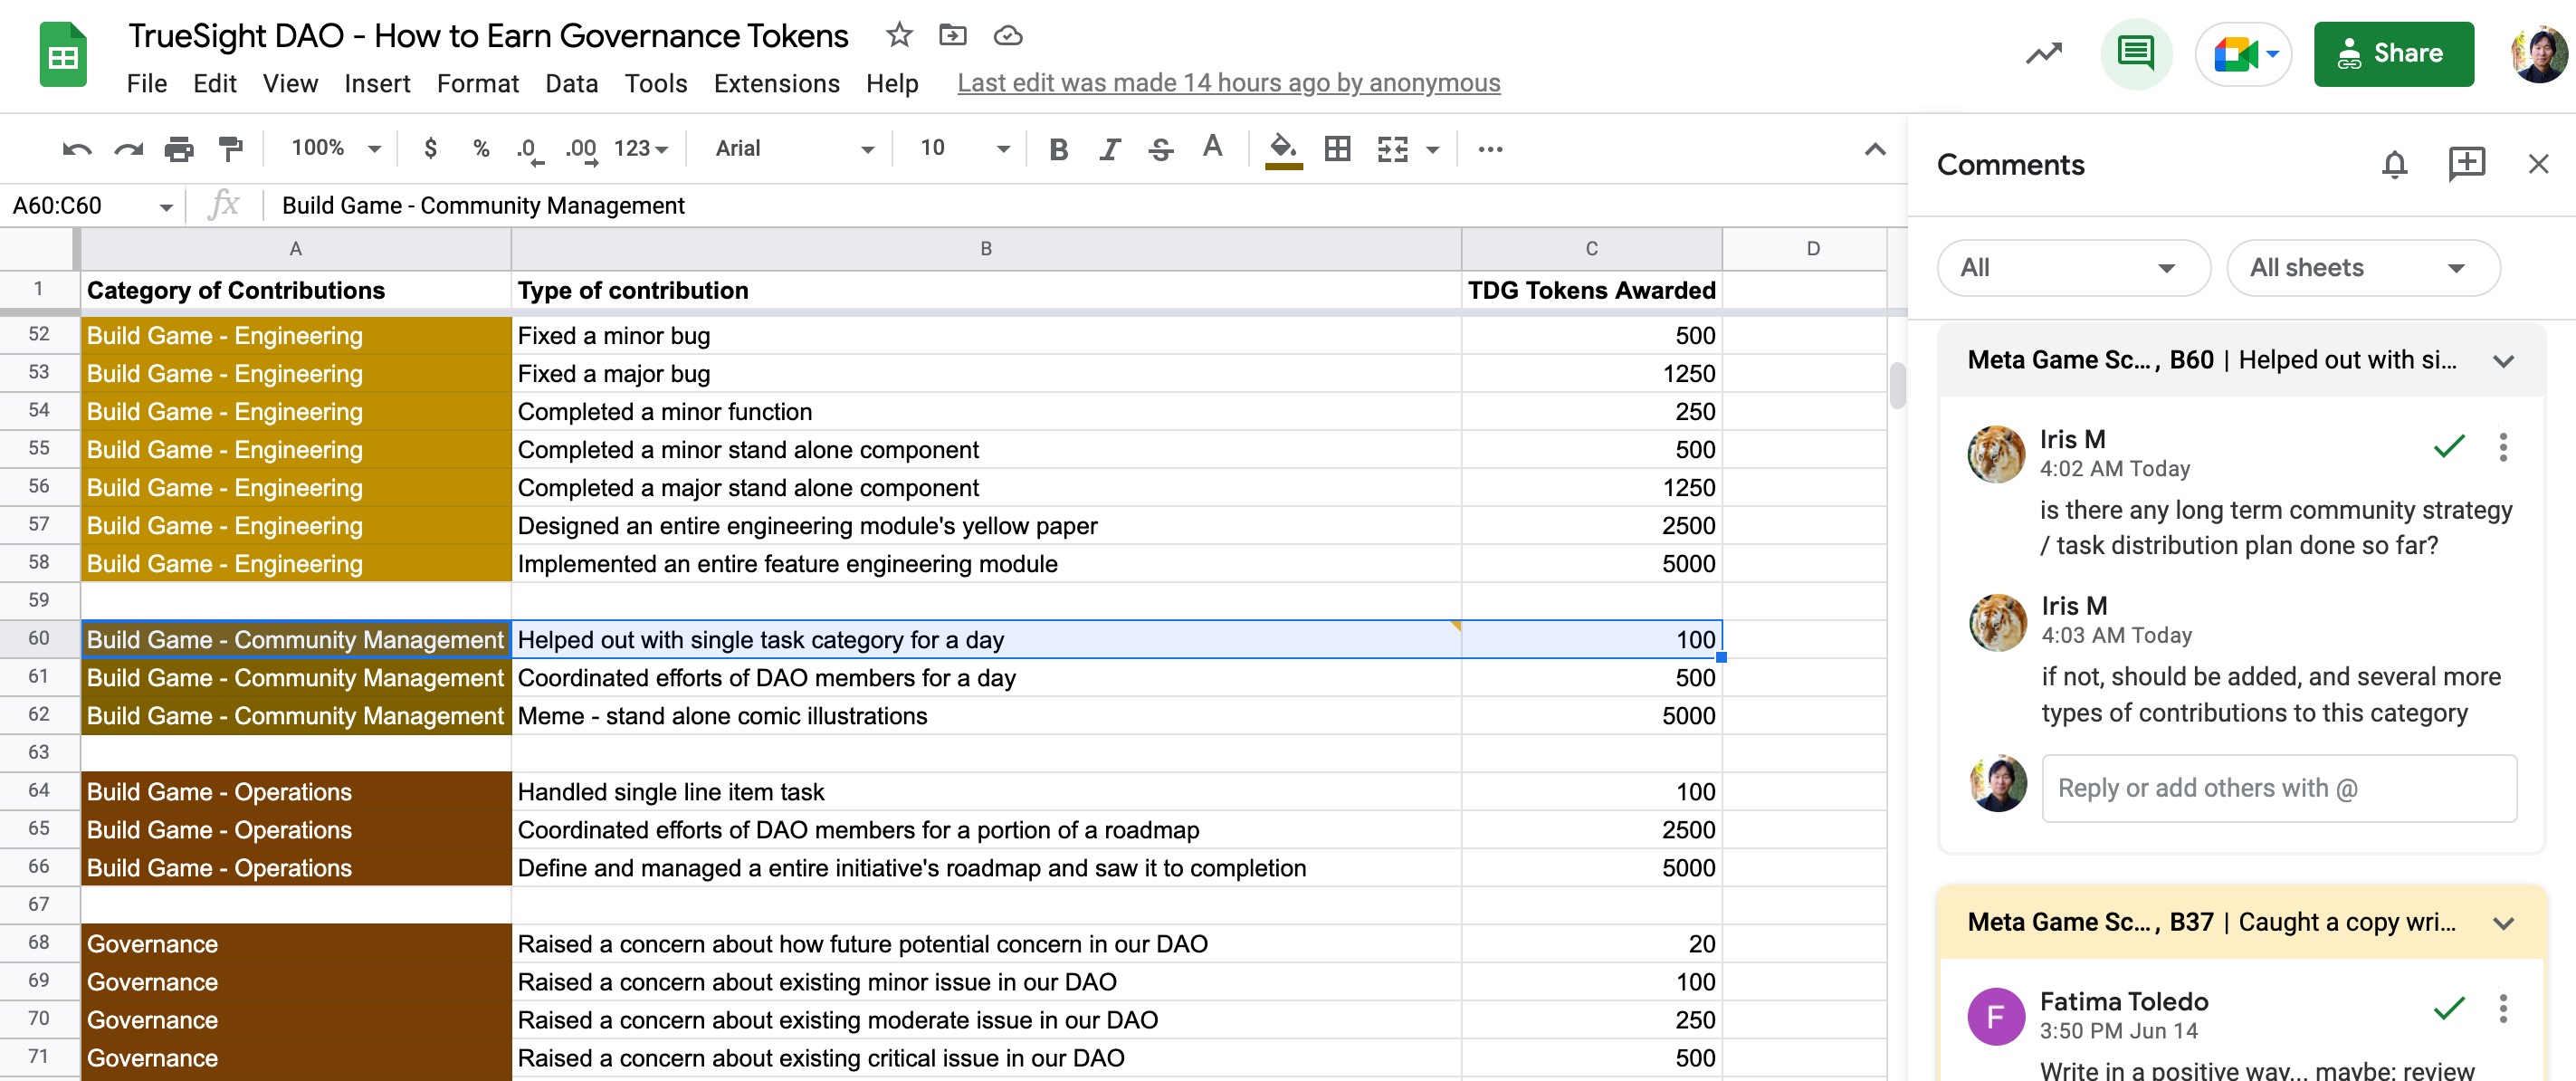 TrueSight DAO - How to Earn Governance Tokens
File Edit View Insert Format Data Tools Extensions Help Last edit was made 14 hours ago by anonymous
Share
100% $ % .0 .00 123 Arial 10 B I S A
A60:C60 fx Build Game - Community Management
A B C D
1 Category of Contributions Type of contribution TDG Tokens Awarded
52 Build Game - Engineering Fixed a minor bug 500
53 Build Game - Engineering Fixed a major bug 1250
54 Build Game - Engineering Completed a minor function 250
55 Build Game - Engineering Completed a minor stand alone component 500
56 Build Game - Engineering Completed a major stand alone component 1250
57 Build Game - Engineering Designed an entire engineering module's yellow paper 2500
58 Build Game - Engineering Implemented an entire feature engineering module 5000
59
60 Build Game - Community Management Helped out with single task category for a day 100
61 Build Game - Community Management Coordinated efforts of DAO members for a day 500
62 Build Game - Community Management Meme - stand alone comic illustrations 5000
63
64 Build Game - Operations Handled single line item task 100
65 Build Game - Operations Coordinated efforts of DAO members for a portion of a roadmap 2500
66 Build Game - Operations Define and managed a entire initiative's roadmap and saw it to completion 5000
67
68 Governance Raised a concern about how future potential concern in our DAO 20
69 Governance Raised a concern about existing minor issue in our DAO 100
70 Governance Raised a concern about existing moderate issue in our DAO 250
71 Governance Raised a concern about existing critical issue in our DAO 500
Comments
All All sheets
Meta Game Sc..., B60 | Helped out with si...
Iris M
4:02 AM Today
is there any long term community strategy
/ task distribution plan done so far?
Iris M
4:03 AM Today
if not, should be added, and several more
types of contributions to this category
Reply or add others with @
Meta Game Sc..., B37 | Caught a copy wri...
F Fatima Toledo
3:50 PM Jun 14
Write in a positive way... maybe: review